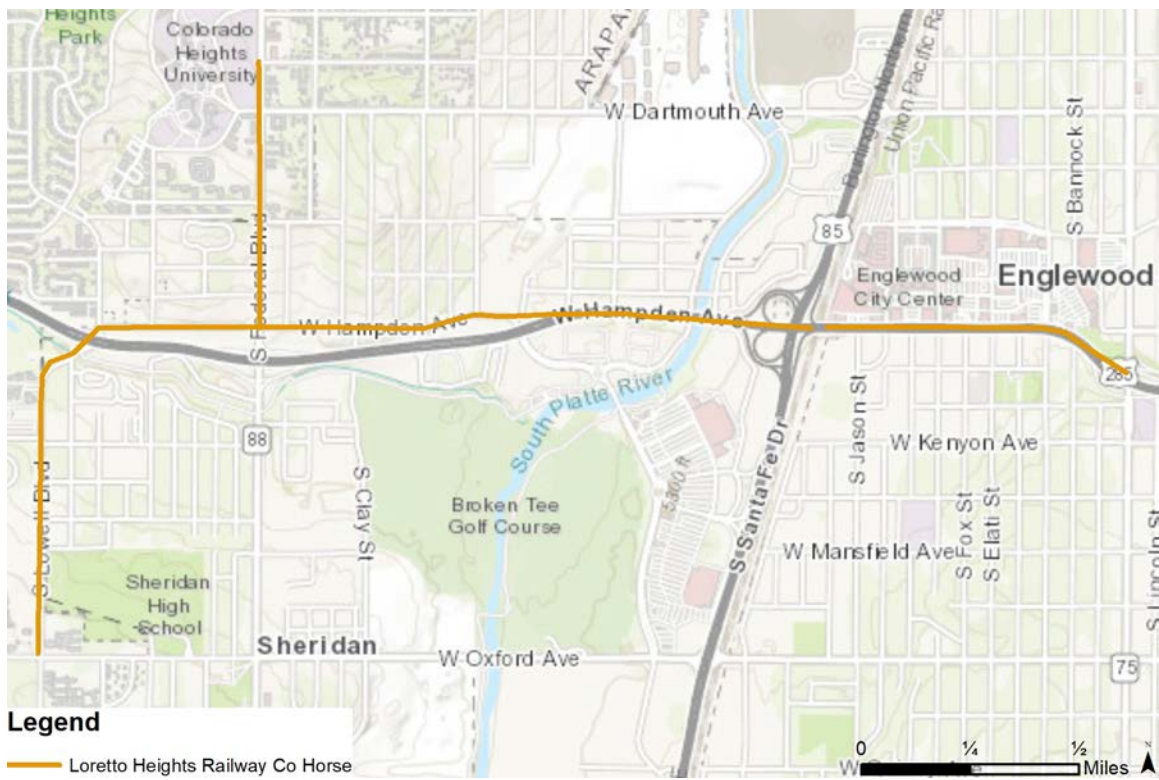 Heights
Park
Colorado
Heights
University
ARAPA
W Dartmouth Ave
Burlington Northern
Union Pacific Ra
S Bannock St
85
Englewood
City Center
Englewood
S Federal Blvd
W Hampden Ave
W Hampden Ave
285
South Platte River
88
S Jason St
W Kenyon Ave
S Lowell Blvd
S Clay St
Broken Tee
Golf Course
5300 ft
S Santa Fe Dr
W Mansfield Ave
S Fox St
S Elati St
S Lincoln St
Sheridan
High
School
Sheridan
W Oxford Ave
75
Legend
Loretto Heights Railway Co Horse
0 ¼ ½
Miles
N